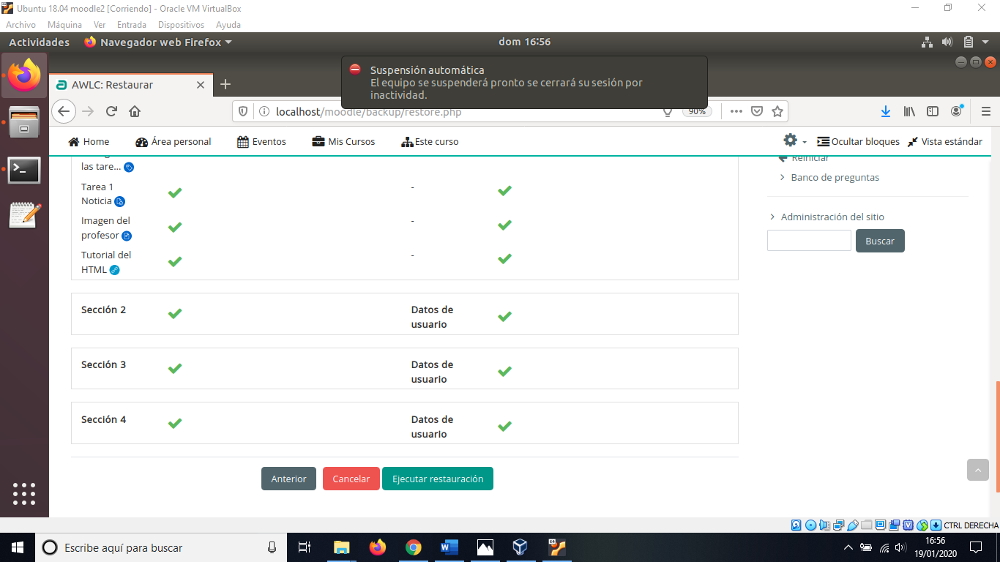 Ubuntu 18.04 moodle2 [Corriendo] - Oracle VM VirtualBox
Archivo Máquina Ver Entrada Dispositivos Ayuda
Actividades Navegador web Firefox dom 16:56
Suspensión automática
El equipo se suspenderá pronto se cerrará su sesión por
inactividad.
AWLC: Restaurar
localhost/moodle/backup/restore.php 90%
Home Área personal Eventos Mis Cursos Este curso Ocultar bloques Vista estándar
las tare...
Tarea 1
Noticia
-
Imagen del
profesor
-
Tutorial del
HTML
-
Sección 2
Datos de
usuario
Sección 3
Datos de
usuario
Sección 4
Datos de
usuario
Anterior Cancelar Ejecutar restauración
Reiniciar
Banco de preguntas
Administración del sitio
Buscar
CTRL DERECHA
Escribe aquí para buscar
16:56
19/01/2020